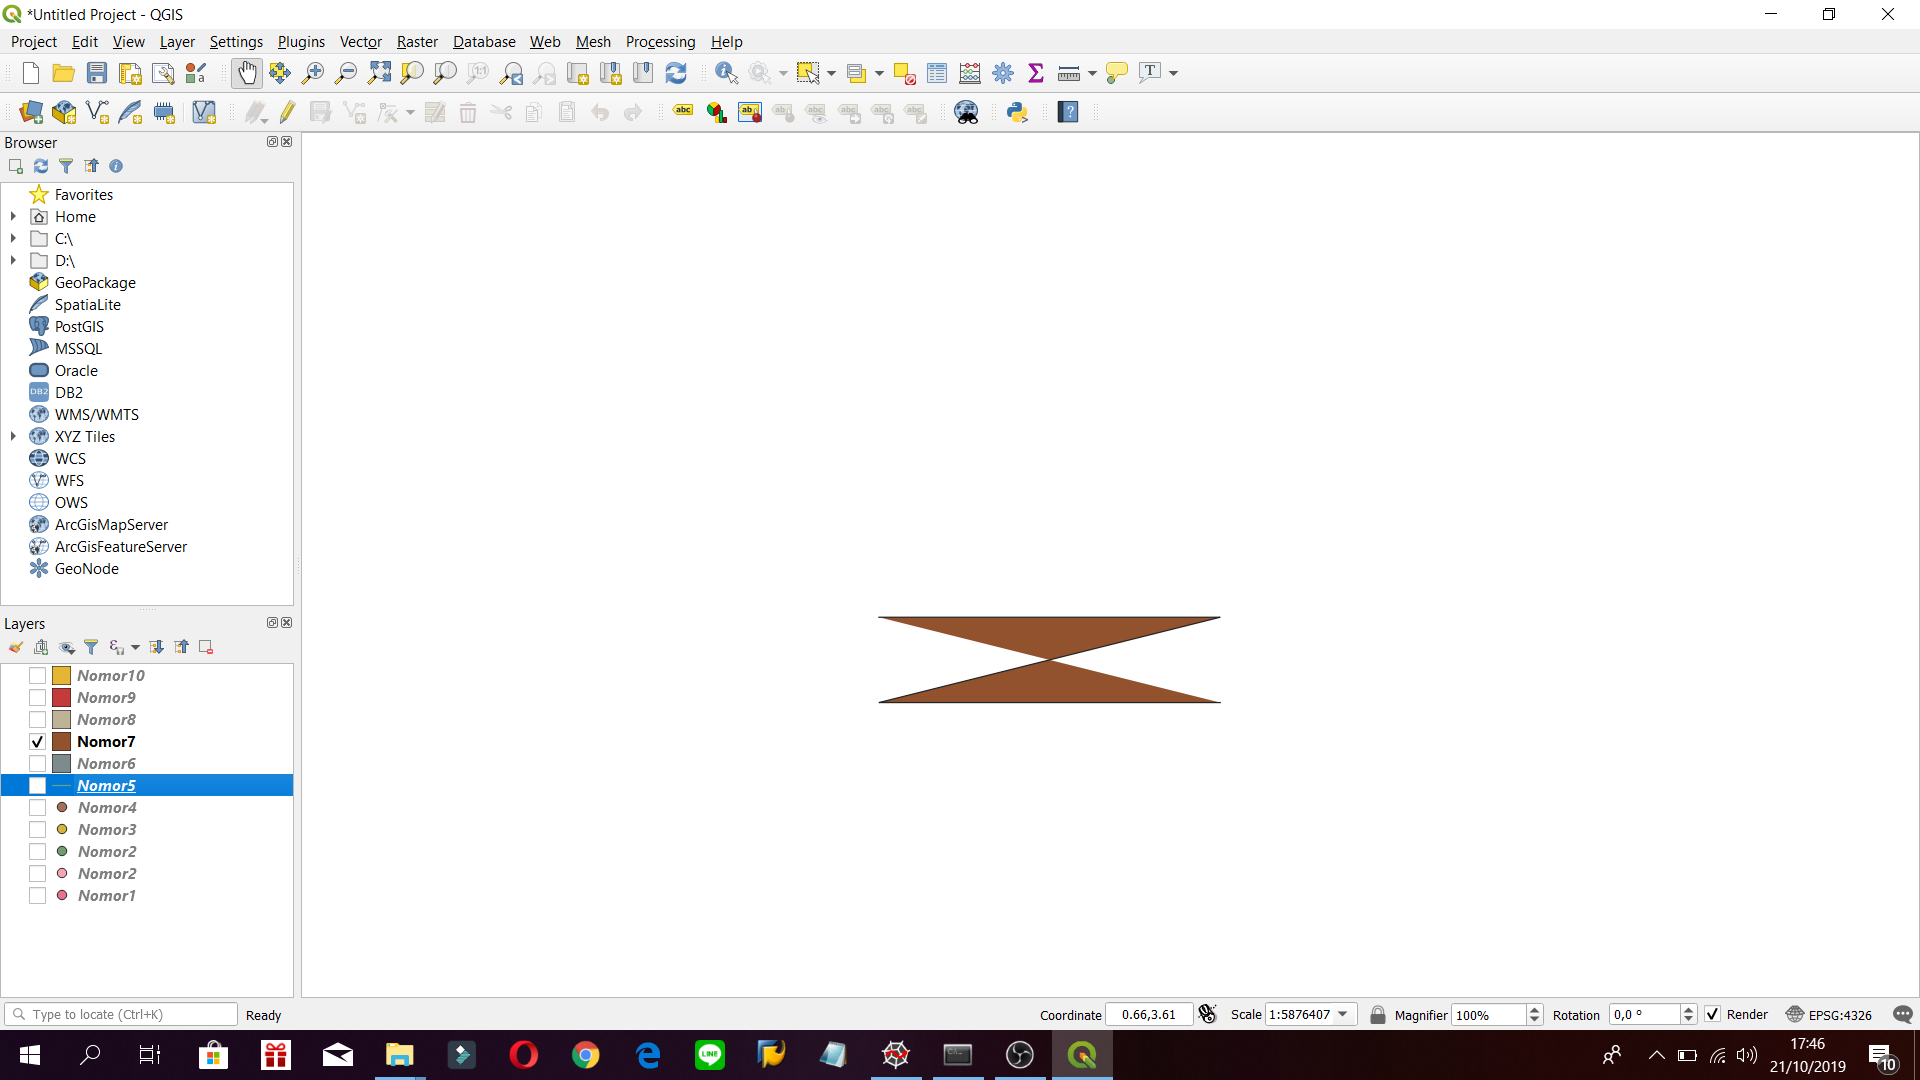 *Untitled Project - QGIS
Project Edit View Layer Settings Plugins Vector Raster Database Web Mesh Processing Help
Browser
Favorites
Home
C:\
D:\
GeoPackage
SpatiaLite
PostGIS
MSSQL
Oracle
DB2
WMS/WMTS
XYZ Tiles
WCS
WFS
OWS
ArcGisMapServer
ArcGisFeatureServer
GeoNode
Layers
Nomor10
Nomor9
Nomor8
Nomor7
Nomor6
Nomor5
Nomor4
Nomor3
Nomor2
Nomor2
Nomor1
Type to locate (Ctrl+K) Ready Coordinate 0.66,3.61 Scale 1:5876407 Magnifier 100% Rotation 0,0 ° Render EPSG:4326
17:46
21/10/2019
10